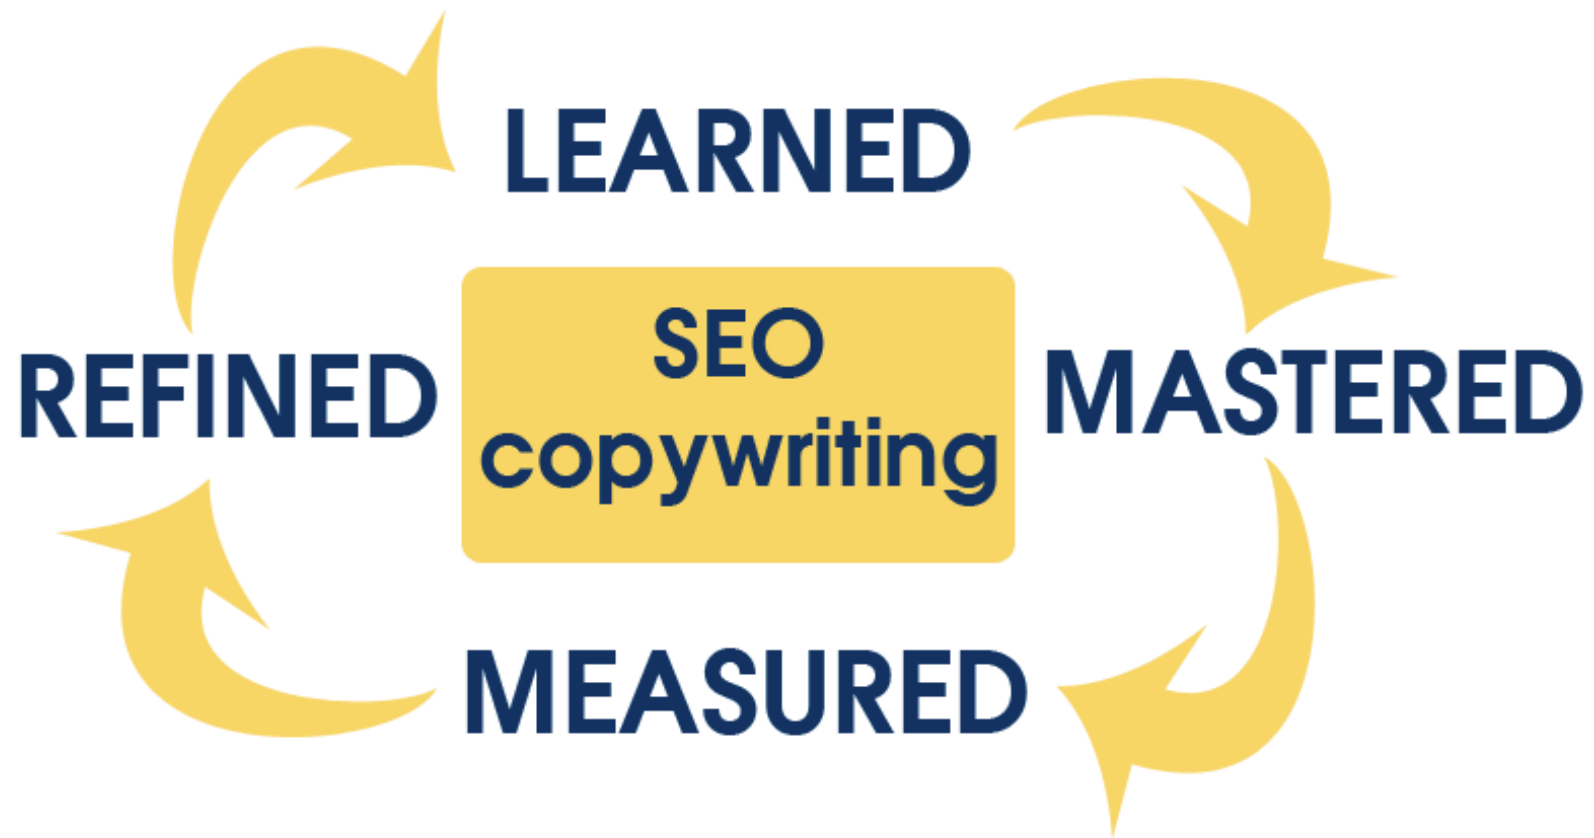 LEARNED
SEO
copywriting
REFINED
MASTERED
MEASURED